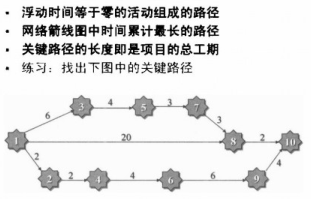 ▪ 浮动时间等于零的活动组成的路径
▪ 网络箭线图中时间累计最长的路径
▪ 关键路径的长度即是项目的总工期
▪ 练习：找出下图中的关键路径
3 4 5 3 7
6 3
1 20 8 2 10
2 4
2 2 4 4 6 6 9